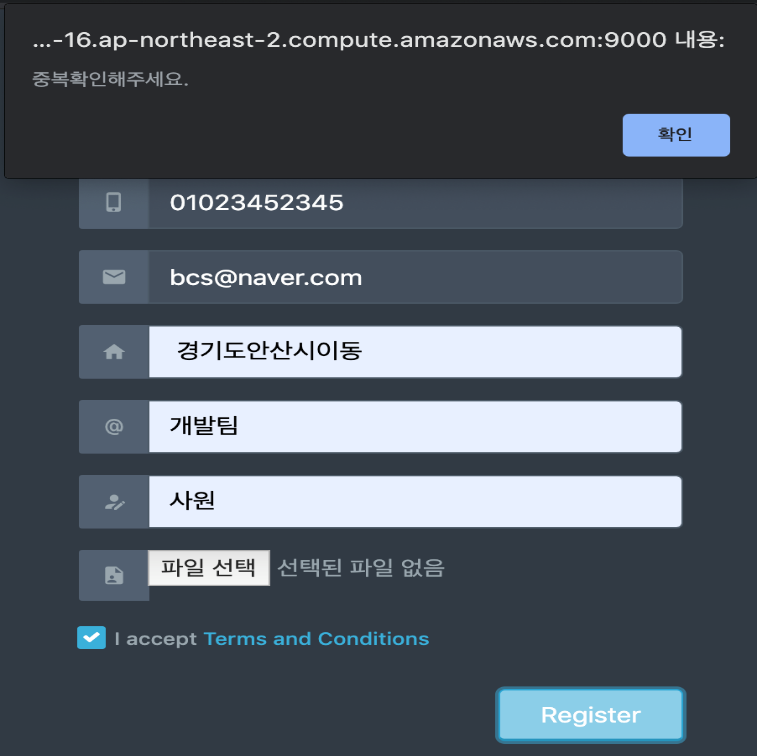 ...-16.ap-northeast-2.compute.amazonaws.com:9000 내용:
중복확인해주세요.
확인
01023452345
bcs@naver.com
경기도안산시이동
개발팀
사원
파일 선택 선택된 파일 없음
I accept Terms and Conditions
Register